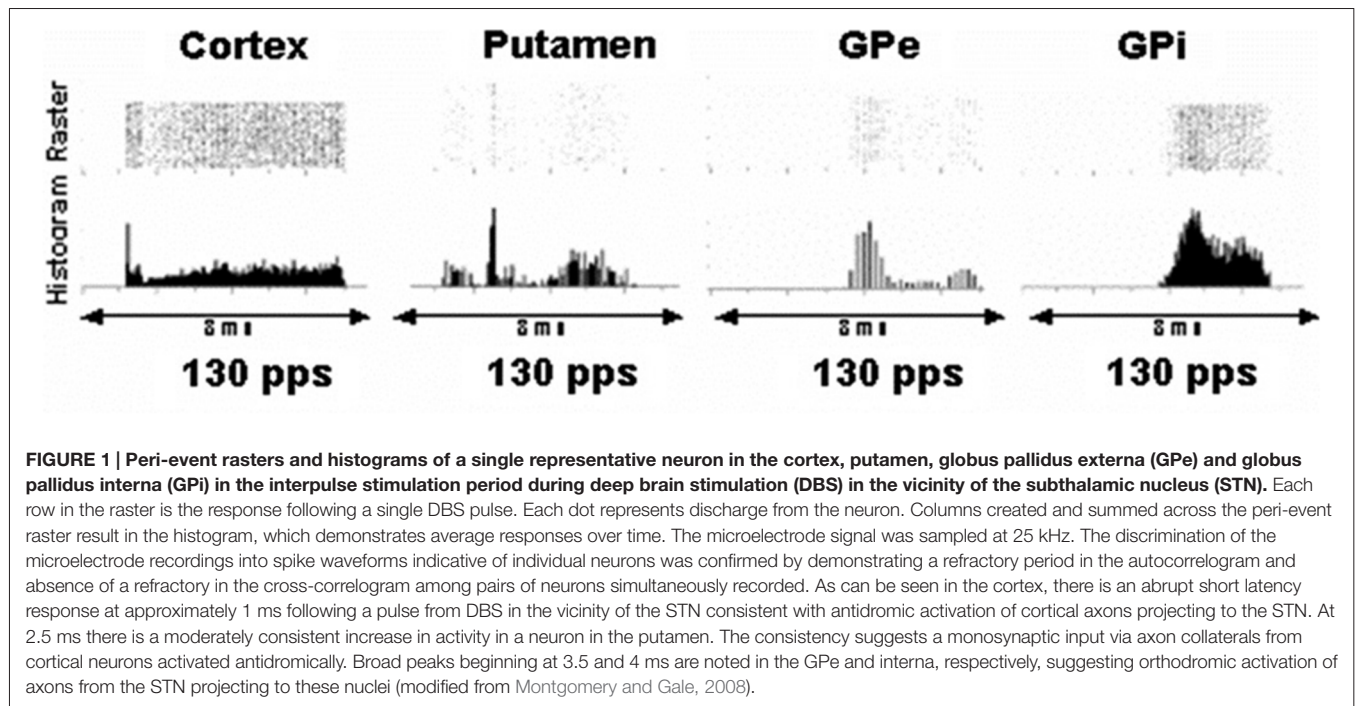 Cortex Putamen GPe GPi
Histogram Raster
130 pps 130 pps 130 pps 130 pps
FIGURE 1 | Peri-event rasters and histograms of a single representative neuron in the cortex, putamen, globus pallidus externa (GPe) and globus
pallidus interna (GPi) in the interpulse stimulation period during deep brain stimulation (DBS) in the vicinity of the subthalamic nucleus (STN). Each
row in the raster is the response following a single DBS pulse. Each dot represents discharge from the neuron. Columns created and summed across the peri-event
raster result in the histogram, which demonstrates average responses over time. The microelectrode signal was sampled at 25 kHz. The discrimination of the
microelectrode recordings into spike waveforms indicative of individual neurons was confirmed by demonstrating a refractory period in the autocorrelogram and
absence of a refractory in the cross-correlogram among pairs of neurons simultaneously recorded. As can be seen in the cortex, there is an abrupt short latency
response at approximately 1 ms following a pulse from DBS in the vicinity of the STN consistent with antidromic activation of cortical axons projecting to the STN. At
2.5 ms there is a moderately consistent increase in activity in a neuron in the putamen. The consistency suggests a monosynaptic input via axon collaterals from
cortical neurons activated antidromically. Broad peaks beginning at 3.5 and 4 ms are noted in the GPe and interna, respectively, suggesting orthodromic activation of
axons from the STN projecting to these nuclei (modified from Montgomery and Gale, 2008).